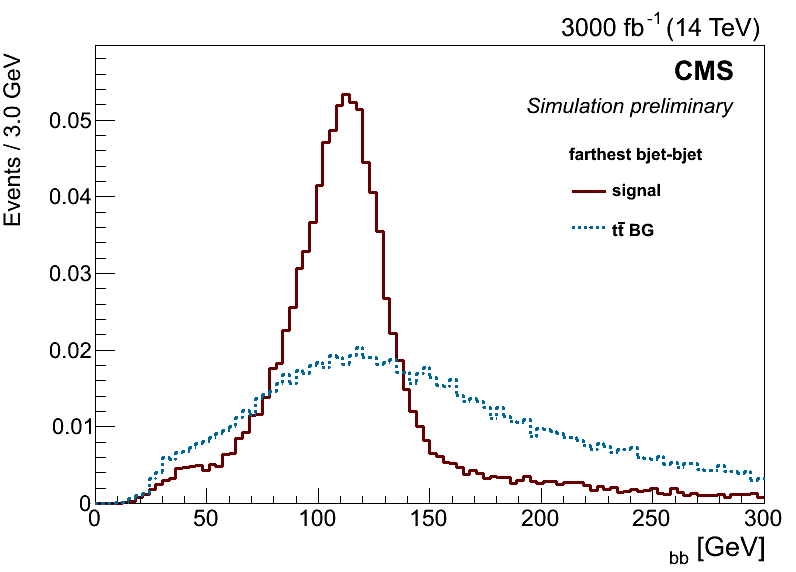 3000 fb-1 (14 TeV)
CMS
Simulation preliminary
farthest bjet-bjet
signal
tt̄ BG
Events / 3.0 GeV
0.05
0.04
0.03
0.02
0.01
0
0 50 100 150 200 250 300
bb [GeV]